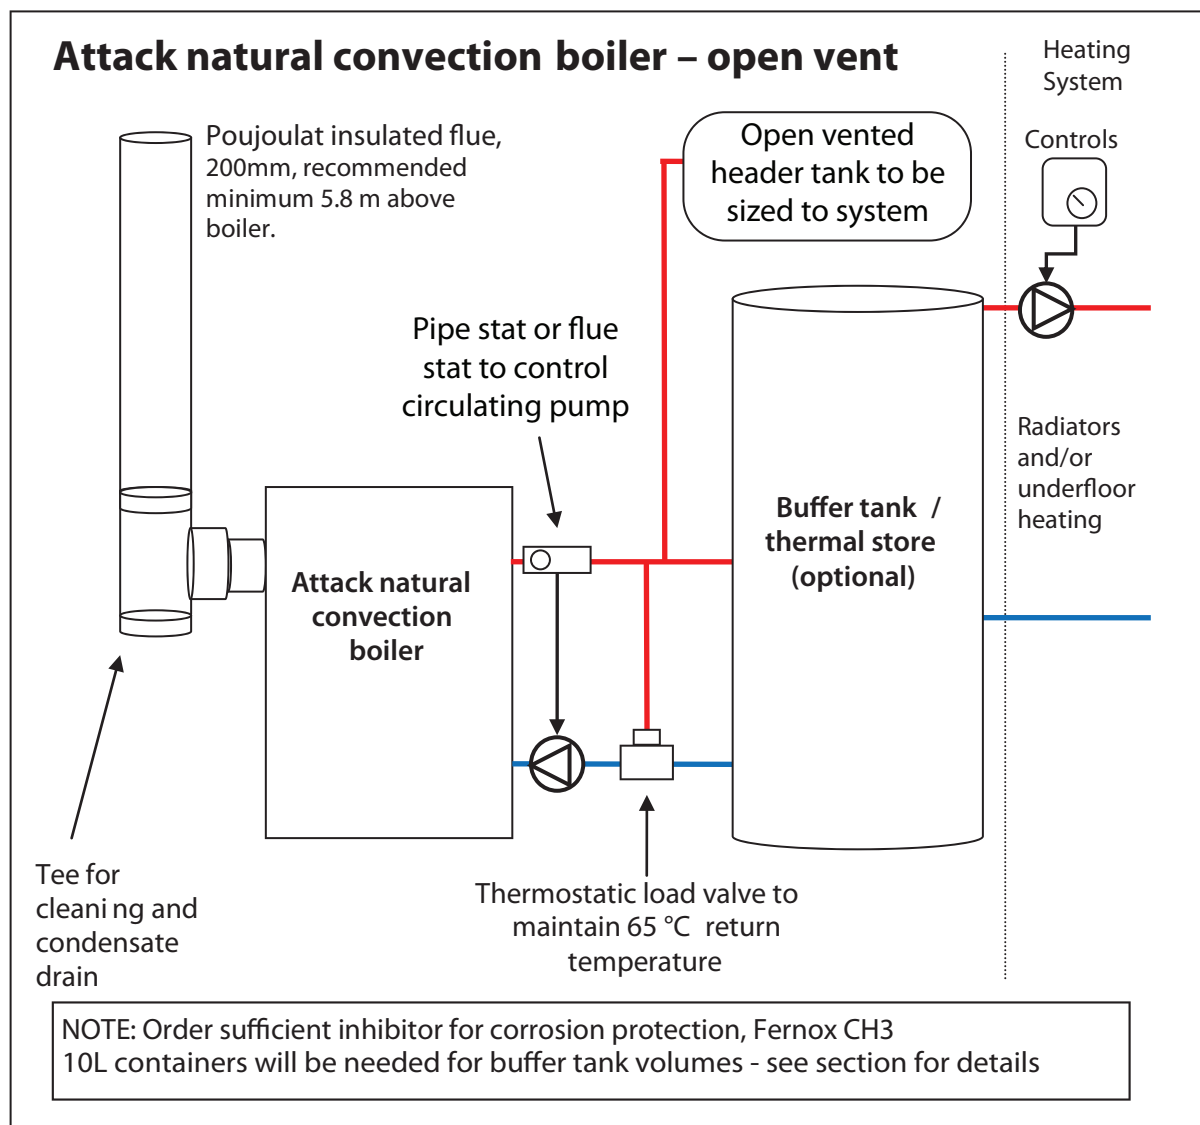 Attack natural convection boiler – open vent
Heating
System
Poujoulat insulated flue,
200mm, recommended
minimum 5.8 m above
boiler.
Open vented
header tank to be
sized to system
Controls
Pipe stat or flue
stat to control
circulating pump
Radiators
and/or
underfloor
heating
Buffer tank /
thermal store
(optional)
Attack natural
convection
boiler
Tee for
cleaning and
condensate
drain
Thermostatic load valve to
maintain 65 °C return
temperature
NOTE: Order sufficient inhibitor for corrosion protection, Fernox CH3
10L containers will be needed for buffer tank volumes - see section for details